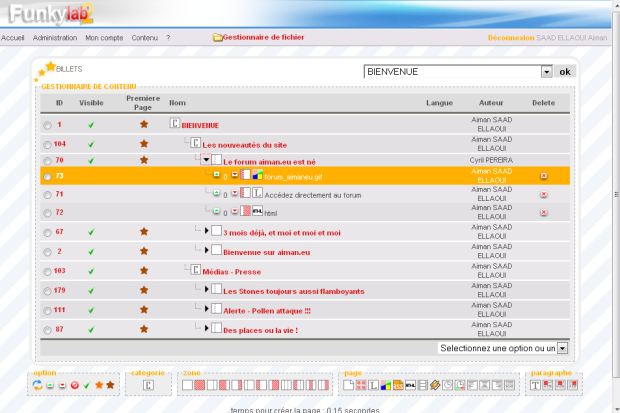 Funkylab2
Accueil Administration Mon compte Contenu ? Gestionnaire de fichier Déconnexion SAAD ELLAOUI Aiman
BILLETS BIENVENUE ok
GESTIONNAIRE DE CONTENU
ID Visible Premiere Page Nom Langue Auteur Delete
1 C BIENVENUE Aiman SAAD ELLAOUI
104 C Les nouveautés du site Aiman SAAD ELLAOUI
70 Le forum aiman.eu est né Cyril PEREIRA
73 0 forum_aimaneu.gif Aiman SAAD ELLAOUI
71 0 L Accédez directement au forum Aiman SAAD ELLAOUI
72 0 html Aiman SAAD ELLAOUI
67 3 mois déjà, et moi et moi et moi Aiman SAAD ELLAOUI
2 Bienvenue sur aiman.eu Aiman SAAD ELLAOUI
103 C Médias - Presse Aiman SAAD ELLAOUI
179 Les Stones toujours aussi flamboyants Aiman SAAD ELLAOUI
111 Alerte - Pollen attaque !!! Aiman SAAD ELLAOUI
87 Des places ou la vie ! Aiman SAAD ELLAOUI
Selectionnez une option ou un
option categorie zone page paragraphe
C L T
temps pour créer la page : 0.15 secondes